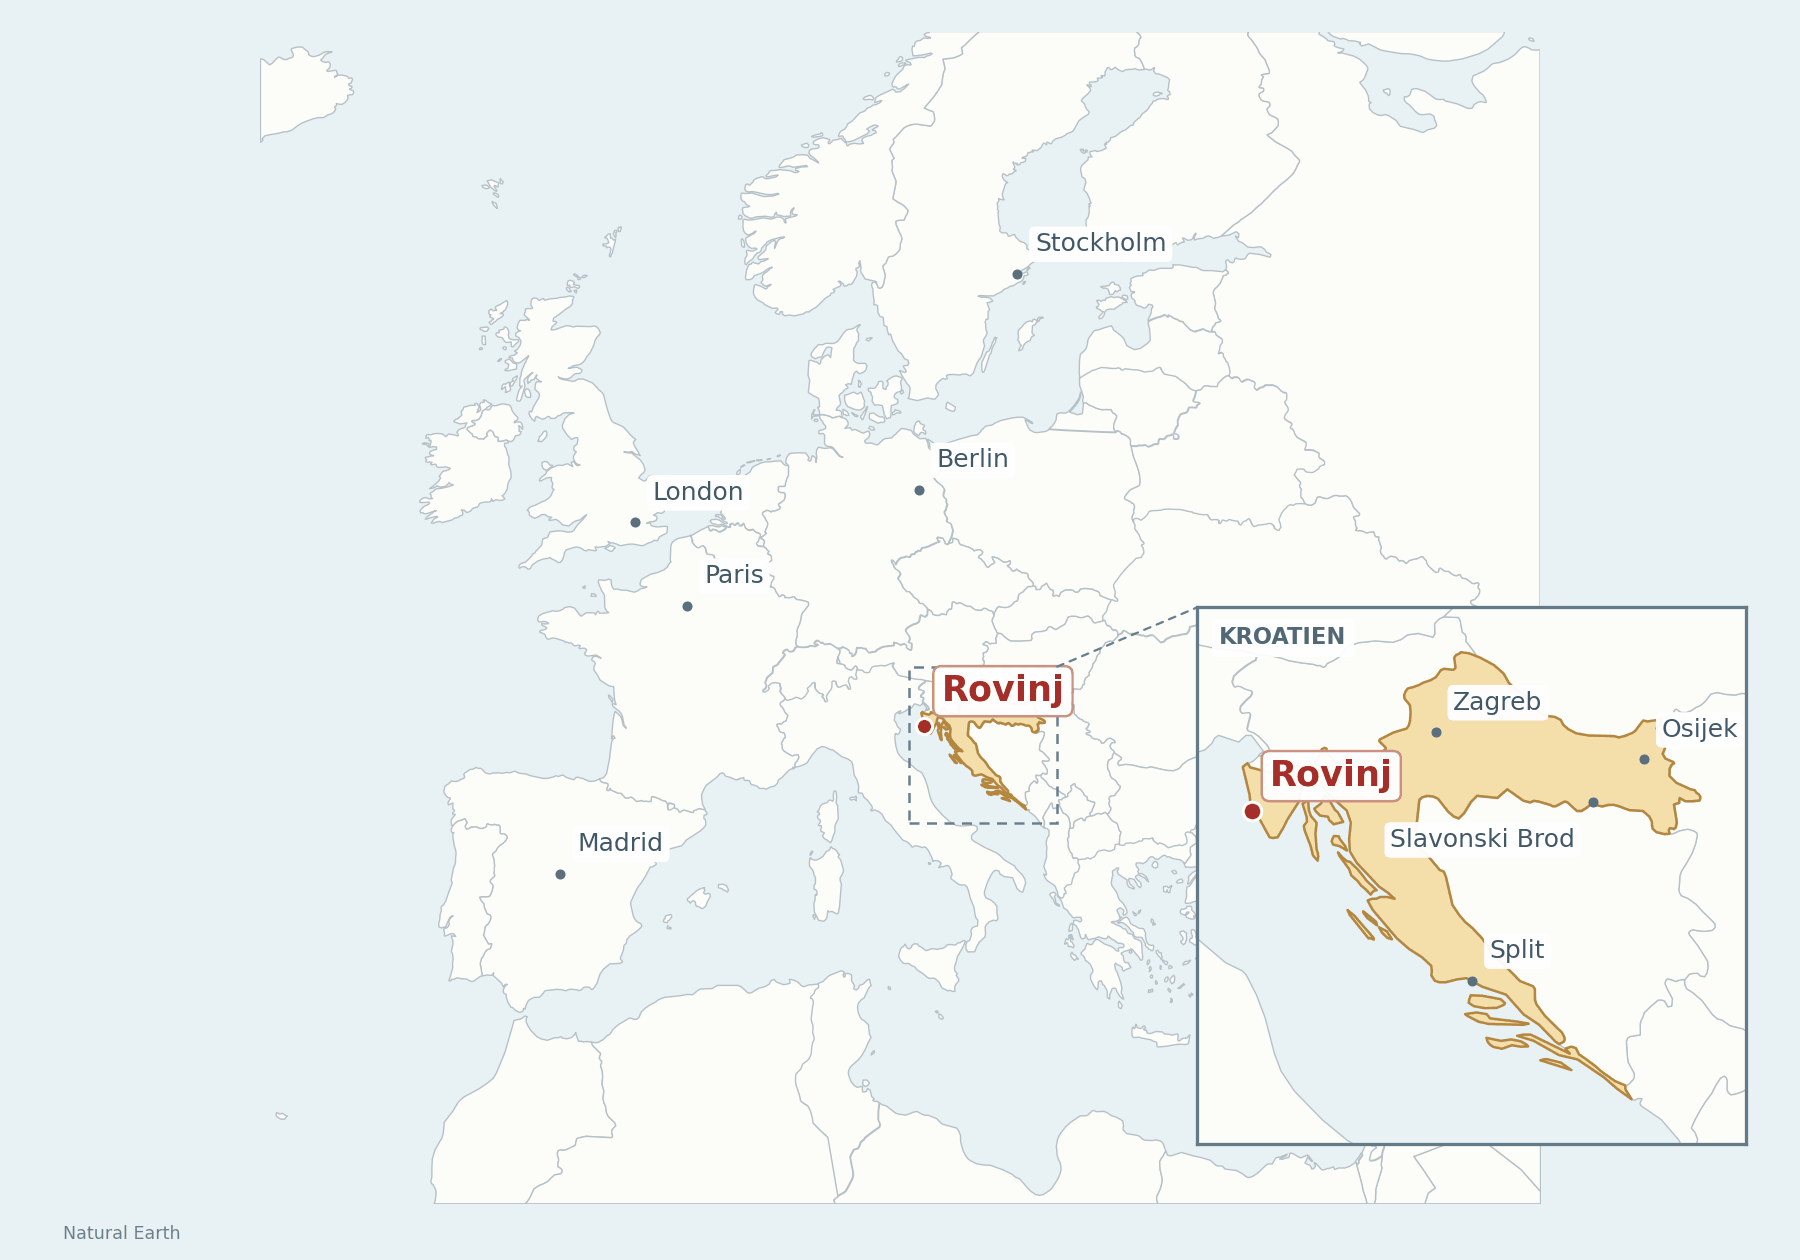 Stockholm
Berlin
London
Paris
KROATIEN
Rovinj
Zagreb
Osijek
Rovinj
Slavonski Brod
Madrid
Split
Natural Earth